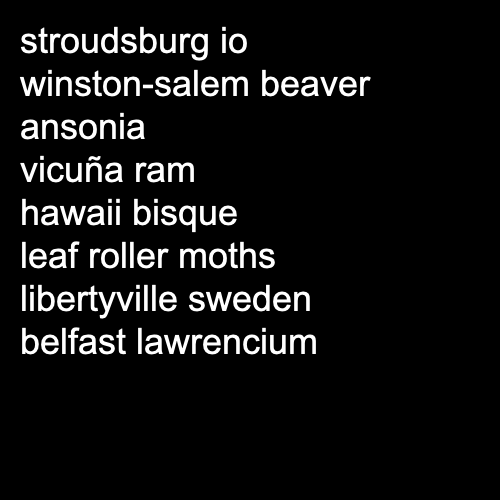 stroudsburg io
winston-salem beaver
ansonia
vicuña ram
hawaii bisque
leaf roller moths
libertyville sweden
belfast lawrencium